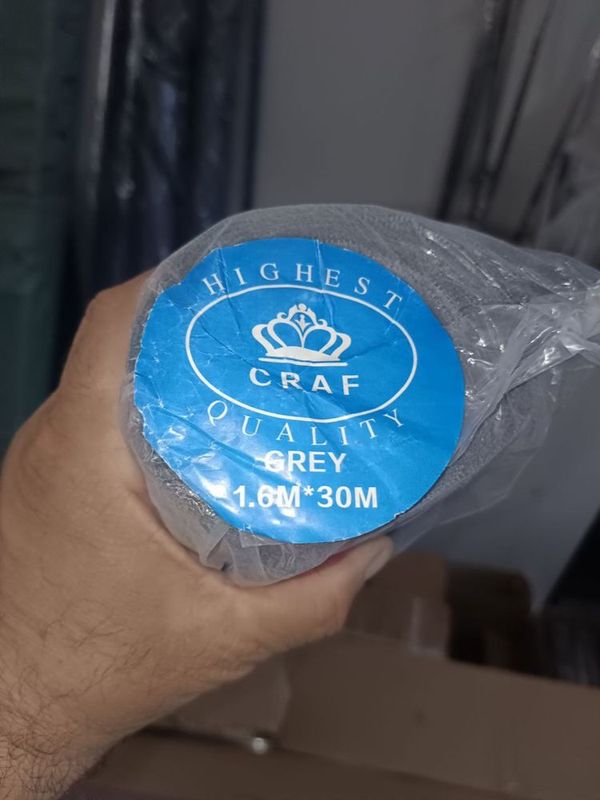 HIGHEST
CRAF
QUALITY
GREY
1.6M*30M